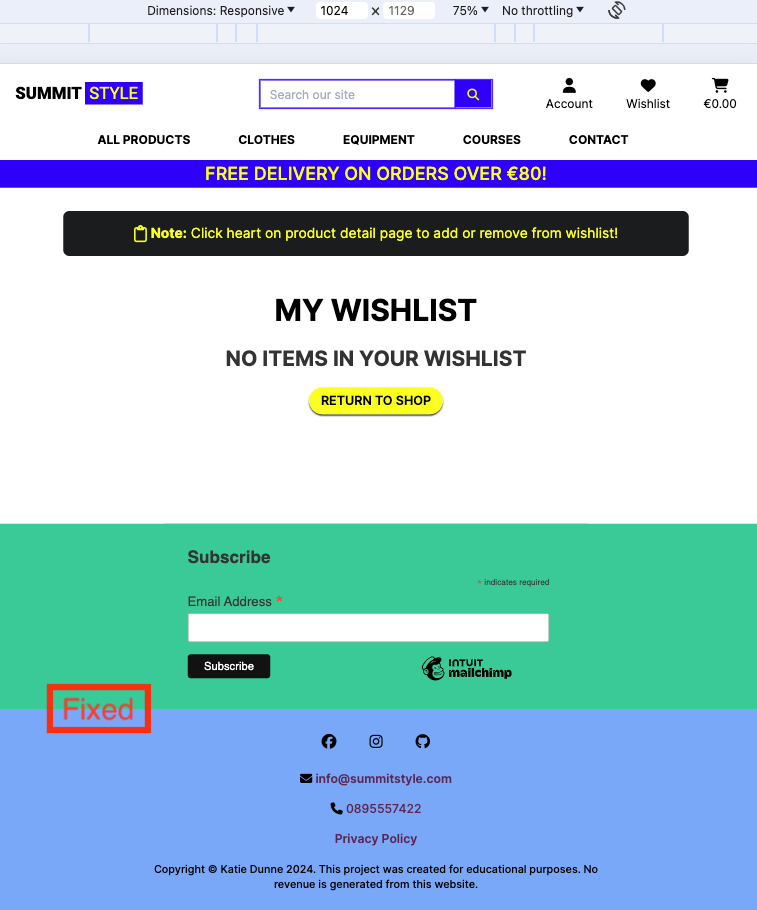 Dimensions: Responsive 1024 × 1129 75% No throttling
SUMMIT STYLE
Search our site
Account Wishlist €0.00
ALL PRODUCTS CLOTHES EQUIPMENT COURSES CONTACT
FREE DELIVERY ON ORDERS OVER €80!
Note: Click heart on product detail page to add or remove from wishlist!
MY WISHLIST
NO ITEMS IN YOUR WISHLIST
RETURN TO SHOP
Subscribe
* indicates required
Email Address *
Subscribe
INTUIT
mailchimp
Fixed
info@summitstyle.com
0895557422
Privacy Policy
Copyright © Katie Dunne 2024. This project was created for educational purposes. No
revenue is generated from this website.